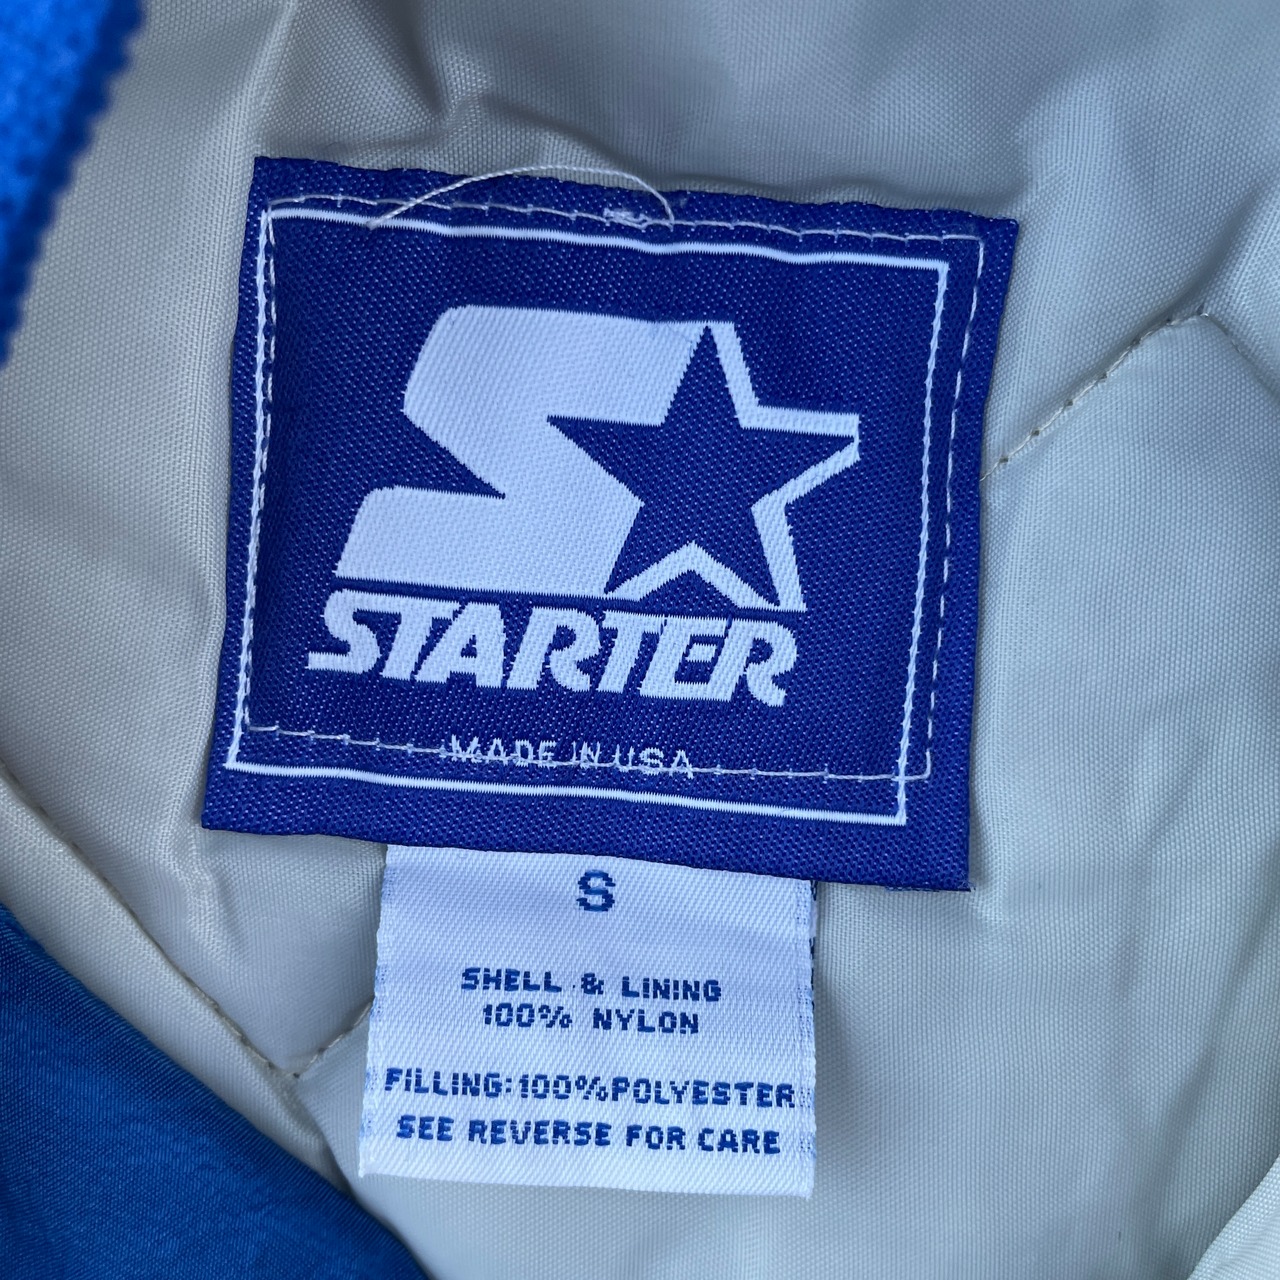 STARTER
MADE IN USA
S
SHELL & LINING
100% NYLON
FILLING:100%POLYESTER
SEE REVERSE FOR CARE